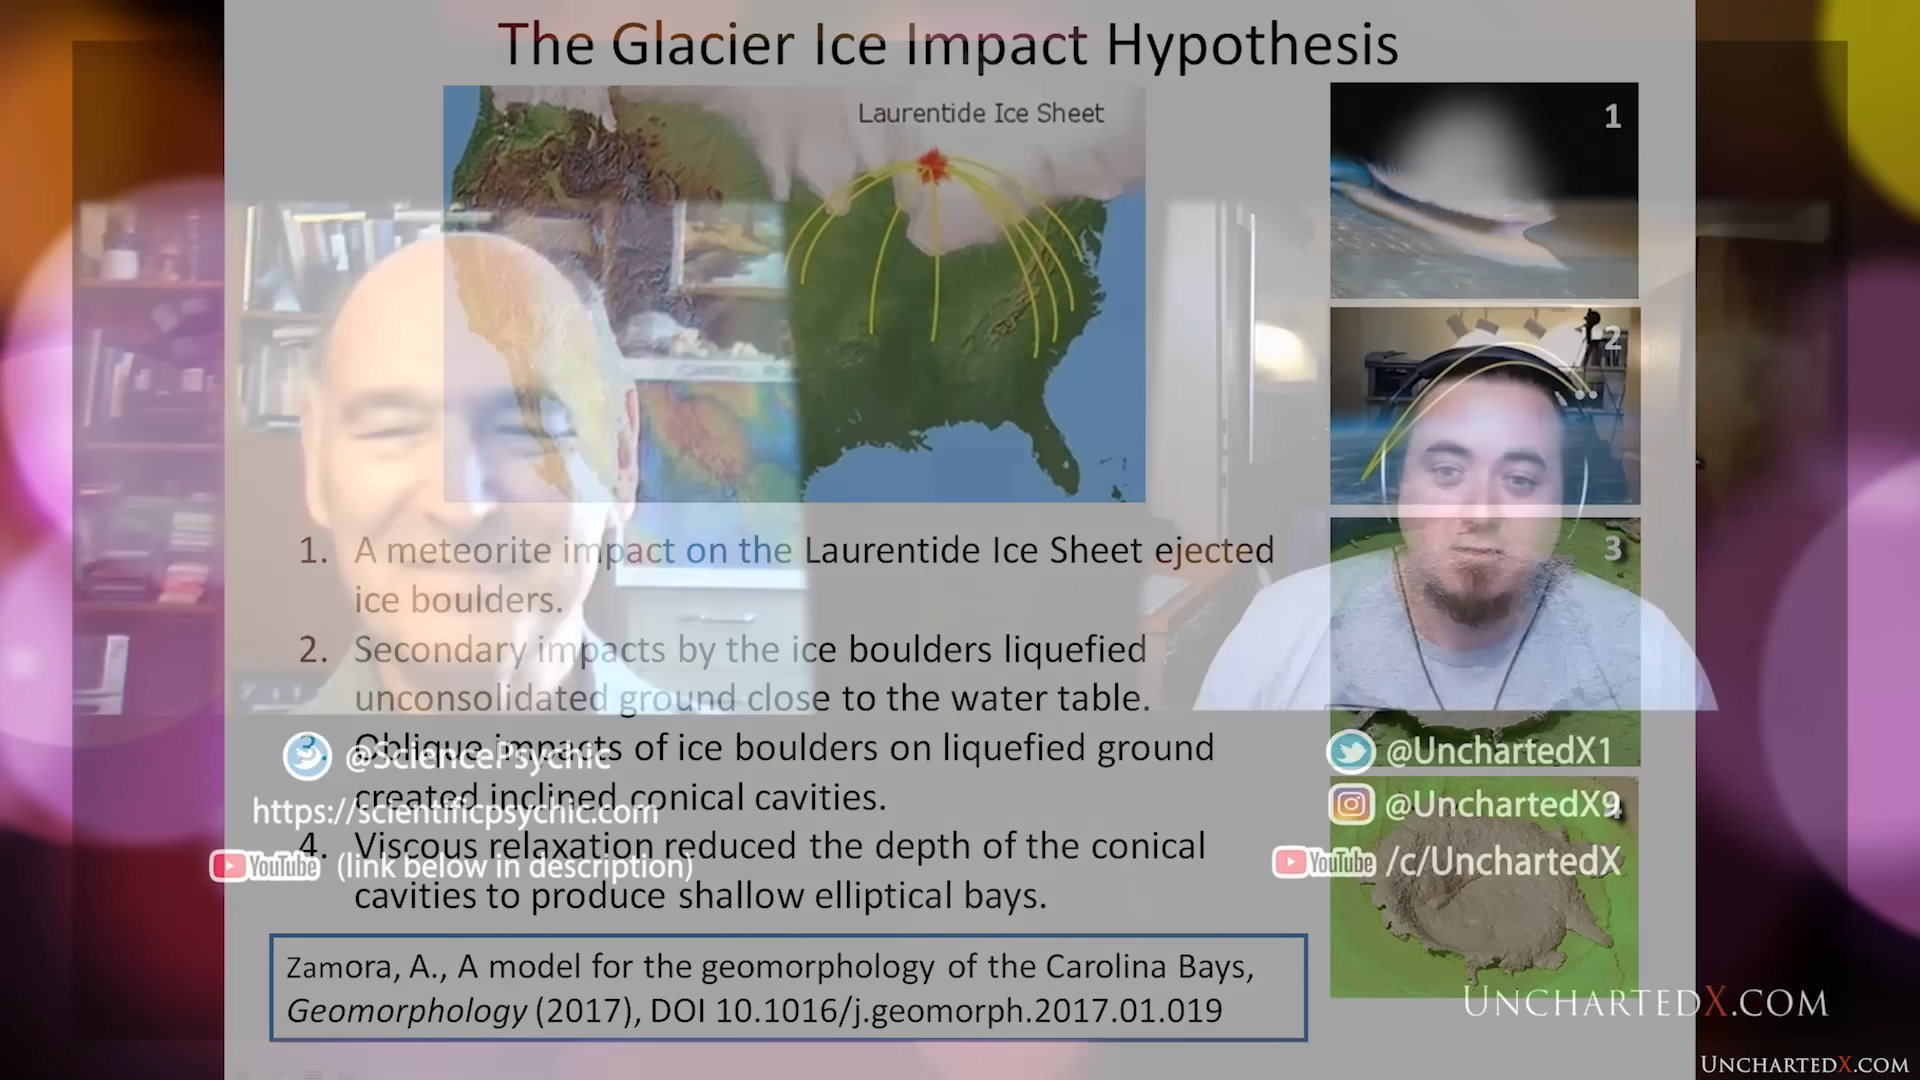 The Glacier Ice Impact Hypothesis
Laurentide Ice Sheet
1
2
3
4
1. A meteorite impact on the Laurentide Ice Sheet ejected
ice boulders.
2. Secondary impacts by the ice boulders liquefied
unconsolidated ground close to the water table.
3. Oblique impacts of ice boulders on liquefied ground
created inclined conical cavities.
4. Viscous relaxation reduced the depth of the conical
cavities to produce shallow elliptical bays.
Zamora, A., A model for the geomorphology of the Carolina Bays,
Geomorphology (2017), DOI 10.1016/j.geomorph.2017.01.019
@SciencePsychic
https://scientificpsychic.com
YouTube (link below in description)
@UnchartedX1
@UnchartedX9
YouTube /c/UnchartedX
UNCHARTEDX.COM
UNCHARTEDX.COM